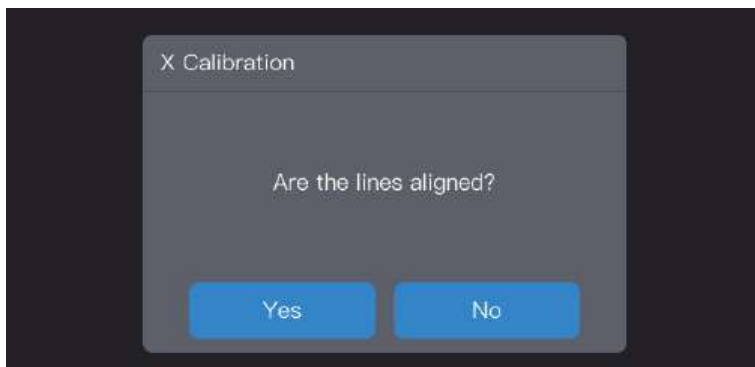 X Calibration
Are the lines aligned?
Yes
No